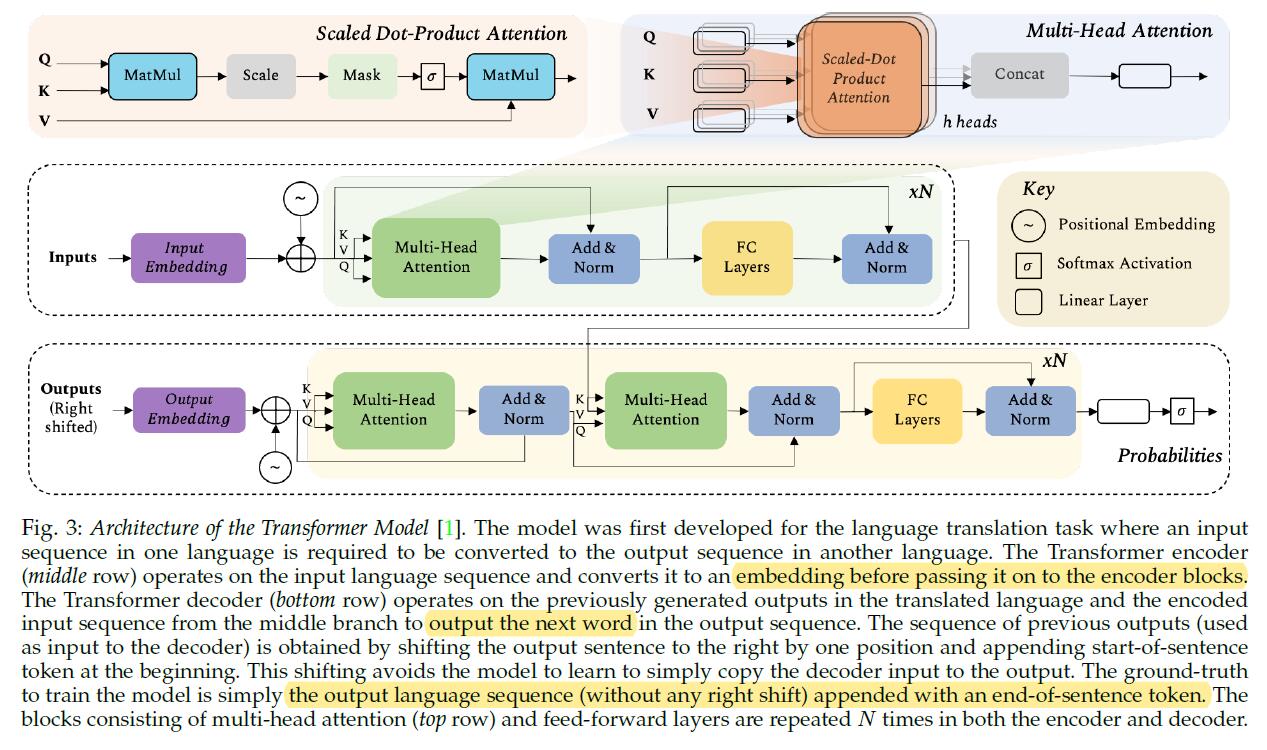 Scaled Dot-Product Attention
Q
K
V
MatMul
Scale
Mask
σ
MatMul
Multi-Head Attention
Q
K
V
Scaled-Dot
Product
Attention
Concat
h heads
Inputs
Input
Embedding
~
K
V
Q
Multi-Head
Attention
Add &
Norm
FC
Layers
Add &
Norm
xN
Key
~ Positional Embedding
σ Softmax Activation
Linear Layer
Outputs
(Right
shifted)
Output
Embedding
~
K
V
Q
Multi-Head
Attention
Add &
Norm
K
V
Q
Multi-Head
Attention
Add &
Norm
FC
Layers
Add &
Norm
xN
σ
Probabilities
Fig. 3: Architecture of the Transformer Model [1]. The model was first developed for the language translation task where an input
sequence in one language is required to be converted to the output sequence in another language. The Transformer encoder
(middle row) operates on the input language sequence and converts it to an embedding before passing it on to the encoder blocks.
The Transformer decoder (bottom row) operates on the previously generated outputs in the translated language and the encoded
input sequence from the middle branch to output the next word in the output sequence. The sequence of previous outputs (used
as input to the decoder) is obtained by shifting the output sentence to the right by one position and appending start-of-sentence
token at the beginning. This shifting avoids the model to learn to simply copy the decoder input to the output. The ground-truth
to train the model is simply the output language sequence (without any right shift) appended with an end-of-sentence token. The
blocks consisting of multi-head attention (top row) and feed-forward layers are repeated N times in both the encoder and decoder.